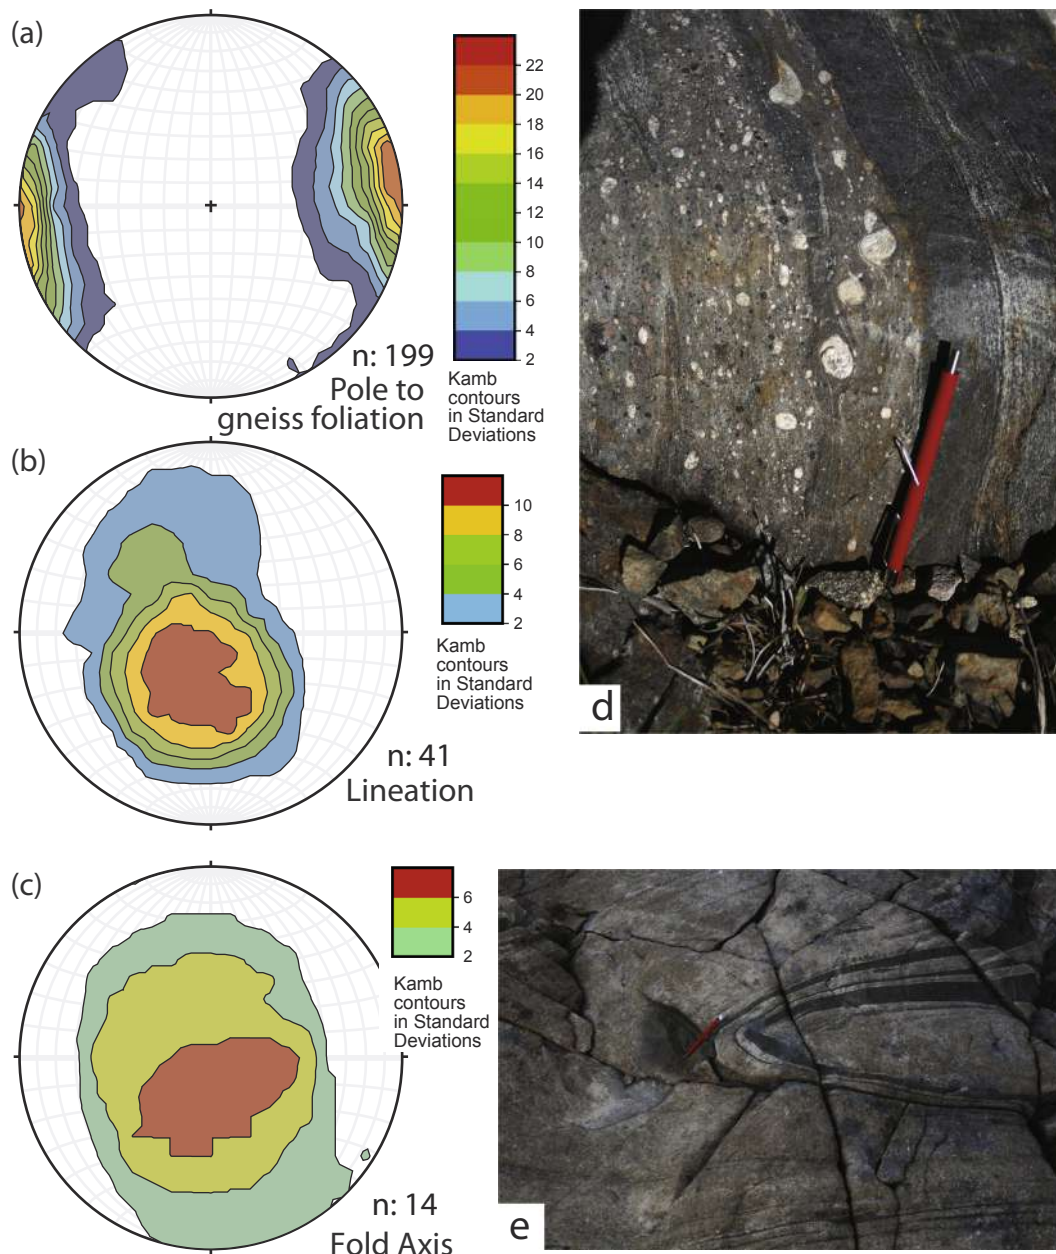 (a)
22
20
18
16
14
12
10
8
6
4
2
n: 199
Pole to
gneiss foliation
Kamb
contours
in Standard
Deviations
(b)
10
8
6
4
2
Kamb
contours
in Standard
Deviations
n: 41
Lineation
d
(c)
6
4
2
Kamb
contours
in Standard
Deviations
n: 14
Fold Axis
e